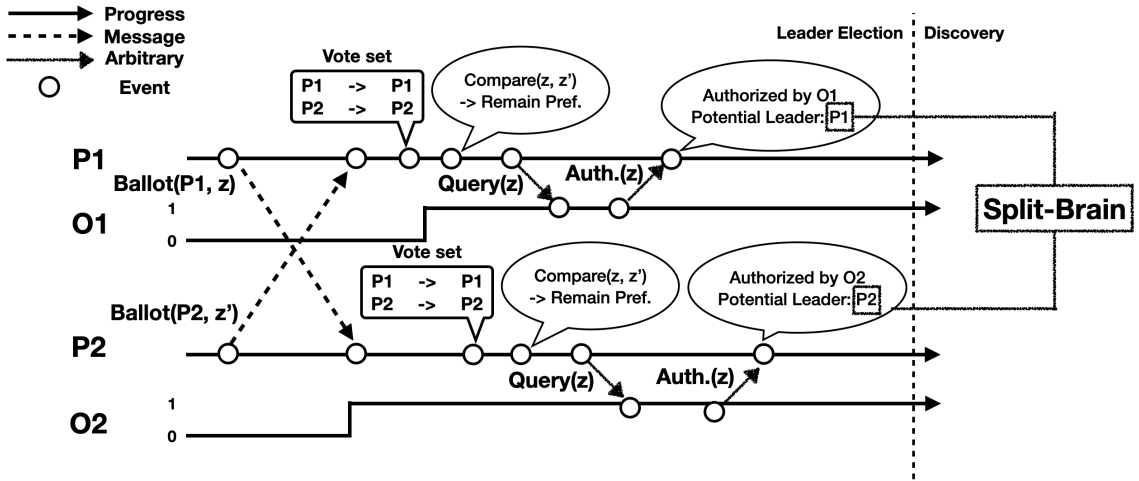 Progress
Message
Arbitrary
Event
Leader Election
Discovery
Vote set
P1 -> P1
P2 -> P2
Compare(z, z’)
-> Remain Pref.
Authorized by O1
Potential Leader: P1
P1
Ballot(P1, z)
Query(z)
Auth.(z)
O1
1
0
Split-Brain
Vote set
P1 -> P1
P2 -> P2
Compare(z, z’)
-> Remain Pref.
Authorized by O2
Potential Leader: P2
Ballot(P2, z’)
P2
Query(z)
Auth.(z)
O2
1
0